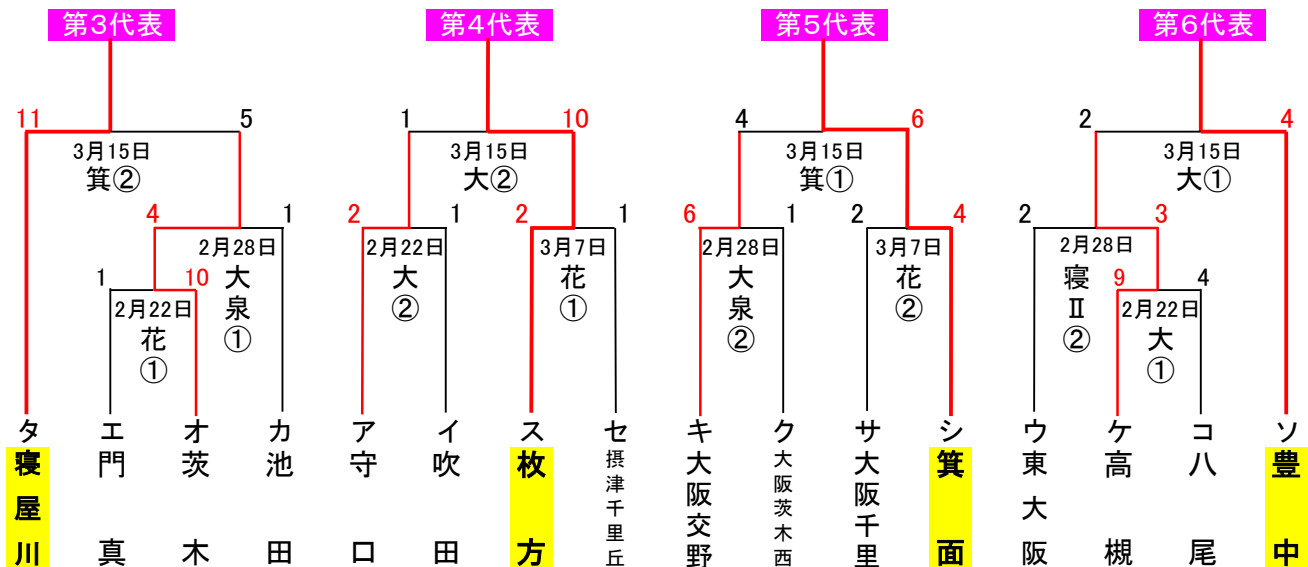 第3代表 第4代表 第5代表 第6代表
11 5 1 10 4 6 2 4
3月15日 3月15日 3月15日 3月15日
箕② 大② 箕① 大①
4 1 2 1 2 1 6 1 2 4 2 3
2月28日 2月22日 3月7日 2月28日 3月7日 2月28日
大泉① 大② 花① 大泉② 花② 寝Ⅱ②
1 10 9 4
2月22日 2月22日
花① 大①
タ エ オ カ ア イ ス セ キ ク サ シ ウ ケ コ ソ
寝屋川
門真
茨木
池田
守口
吹田
枚方
摂津千里丘
大阪交野
大阪茨木西
大阪千里
箕面
東大阪
高槻
八尾
豊中